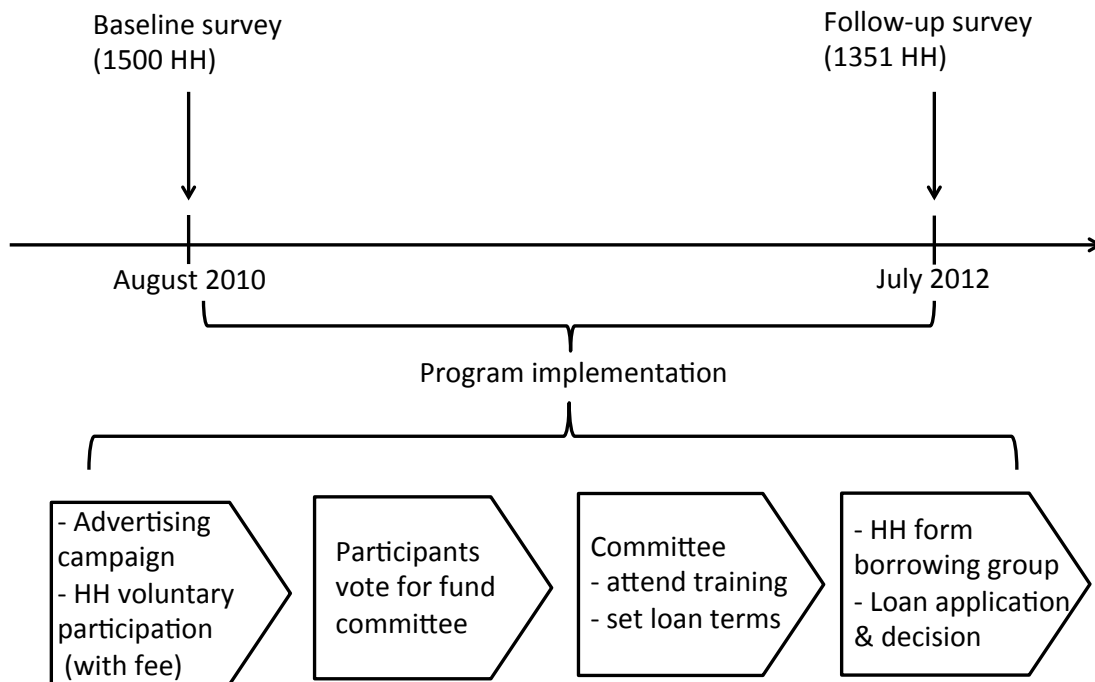 Baseline survey
(1500 HH)
Follow-up survey
(1351 HH)
August 2010
July 2012
Program implementation
- Advertising
campaign
- HH voluntary
participation
(with fee)
Participants
vote for fund
committee
Committee
- attend training
- set loan terms
- HH form
borrowing group
- Loan application
& decision